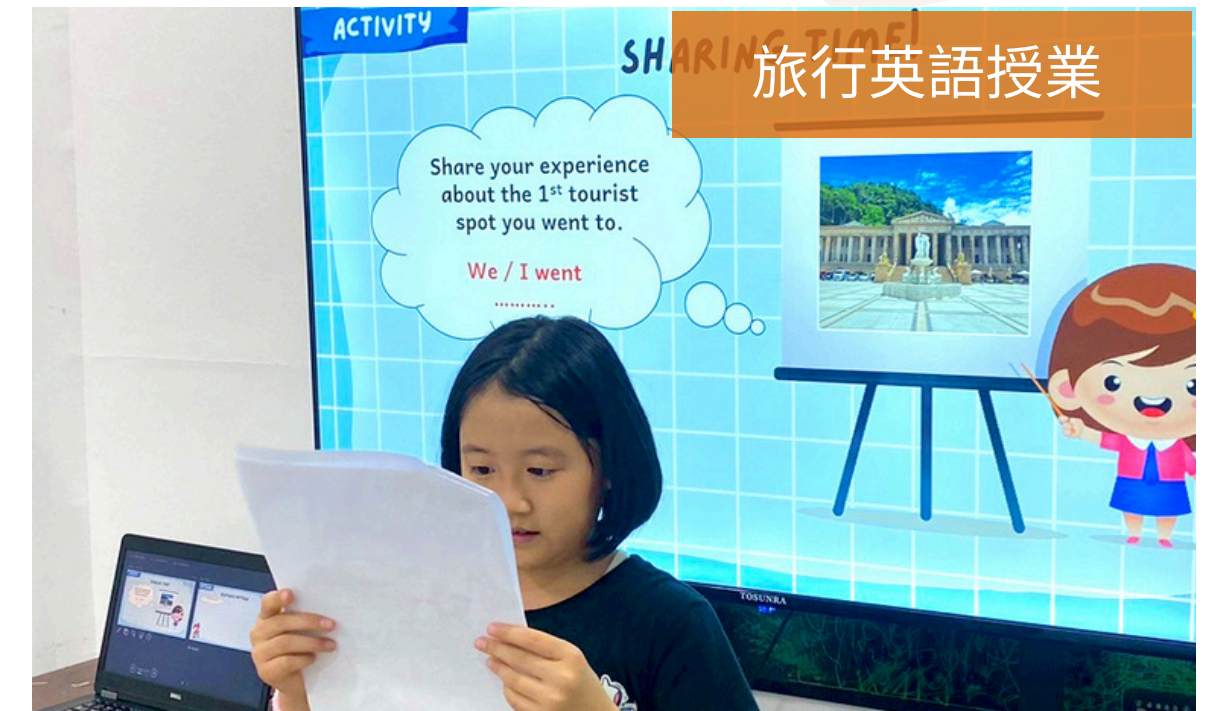 ACTIVITY
SHARING TIME!
旅行英語授業
Share your experience
about the 1st tourist
spot you went to.
We / I went
...........
TOSUNRA
DELL